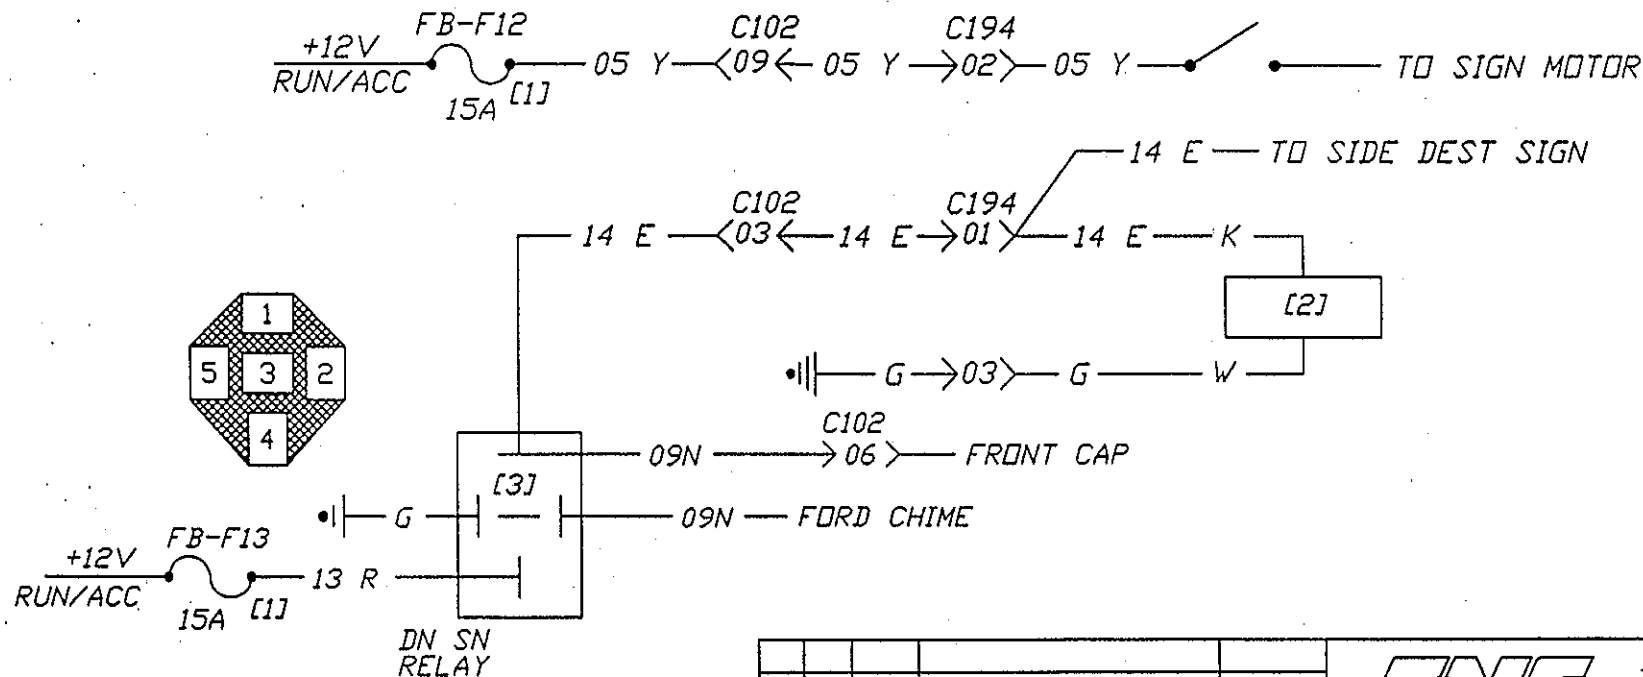 FB-F12
+12V
RUN/ACC
15A [1]
05 Y
C102
09
05 Y
C194
02
05 Y
TO SIGN MOTOR
14 E TO SIDE DEST SIGN
C102
C194
14 E 03 14 E 01 14 E K
[2]
1
5 3 2
4
G 03 G W
C102
09N 06 FRONT CAP
[3]
G 09N FORD CHIME
FB-F13
+12V
RUN/ACC
15A [1]
13 R
DN SN
RELAY